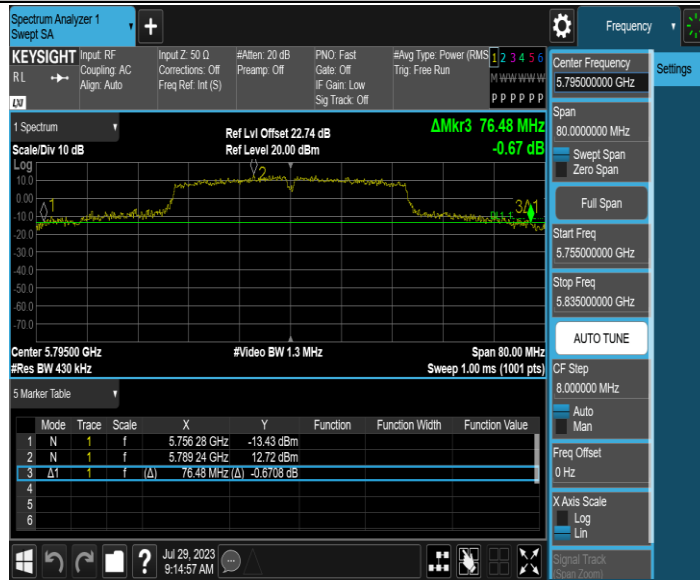 Spectrum Analyzer 1
Swept SA
+
Frequency
KEYSIGHT
Input: RF
Input Z: 50 Ω
#Atten: 20 dB
PNO: Fast
#Avg Type: Power (RMS
1 2 3 4 5 6
RL
Coupling: AC
Corrections: Off
Preamp: Off
Gate: Off
Trig: Free Run
M W W W W W
Align: Auto
Freq Ref: Int (S)
IF Gain: Low
LXI
Sig Track: Off
P P P P P P
Center Frequency
5.795000000 GHz
Settings
Span
80.0000000 MHz
Swept Span
Zero Span
Full Span
Start Freq
5.755000000 GHz
Stop Freq
5.835000000 GHz
AUTO TUNE
CF Step
8.000000 MHz
Auto
Man
Freq Offset
0 Hz
X Axis Scale
Log
Lin
Signal Track
(Span Zoom)
1 Spectrum
Ref Lvl Offset 22.74 dB
ΔMkr3 76.48 MHz
Scale/Div 10 dB
Ref Level 20.00 dBm
-0.67 dB
Log
10.0
0.00
-10.0
-20.0
-30.0
-40.0
-50.0
-60.0
-70.0
1
2
3Δ1
Center 5.79500 GHz
#Video BW 1.3 MHz
Span 80.00 MHz
#Res BW 430 kHz
Sweep 1.00 ms (1001 pts)
5 Marker Table
Mode Trace Scale X Y Function Function Width Function Value
1 N 1 f 5.756 28 GHz -13.43 dBm
2 N 1 f 5.789 24 GHz 12.72 dBm
3 Δ1 1 f (Δ) 76.48 MHz (Δ) -0.6708 dB
4
5
6
?
Jul 29, 2023
9:14:57 AM